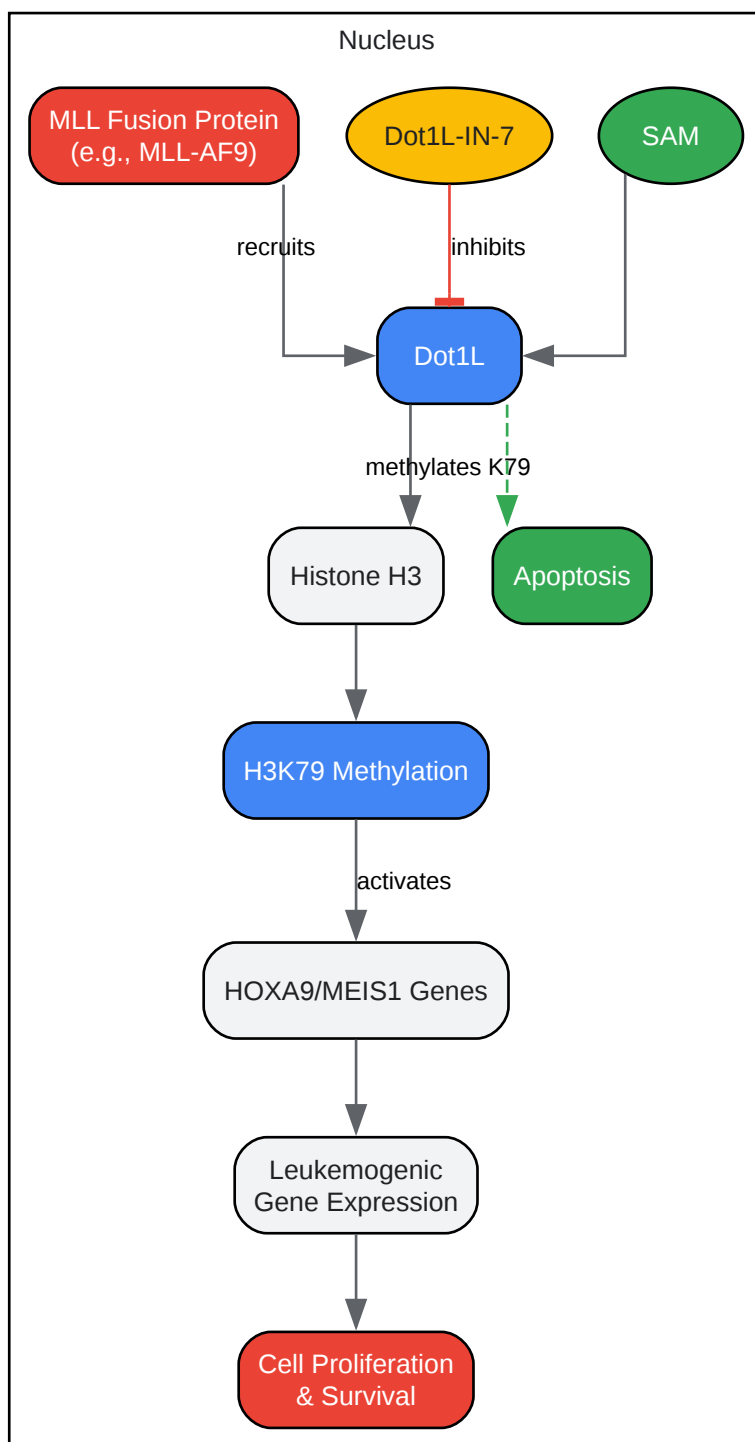 Nucleus
MLL Fusion Protein
(e.g., MLL-AF9)
Dot1L-IN-7
SAM
recruits
inhibits
Dot1L
methylates K79
Histone H3
Apoptosis
H3K79 Methylation
activates
HOXA9/MEIS1 Genes
Leukemogenic
Gene Expression
Cell Proliferation
& Survival